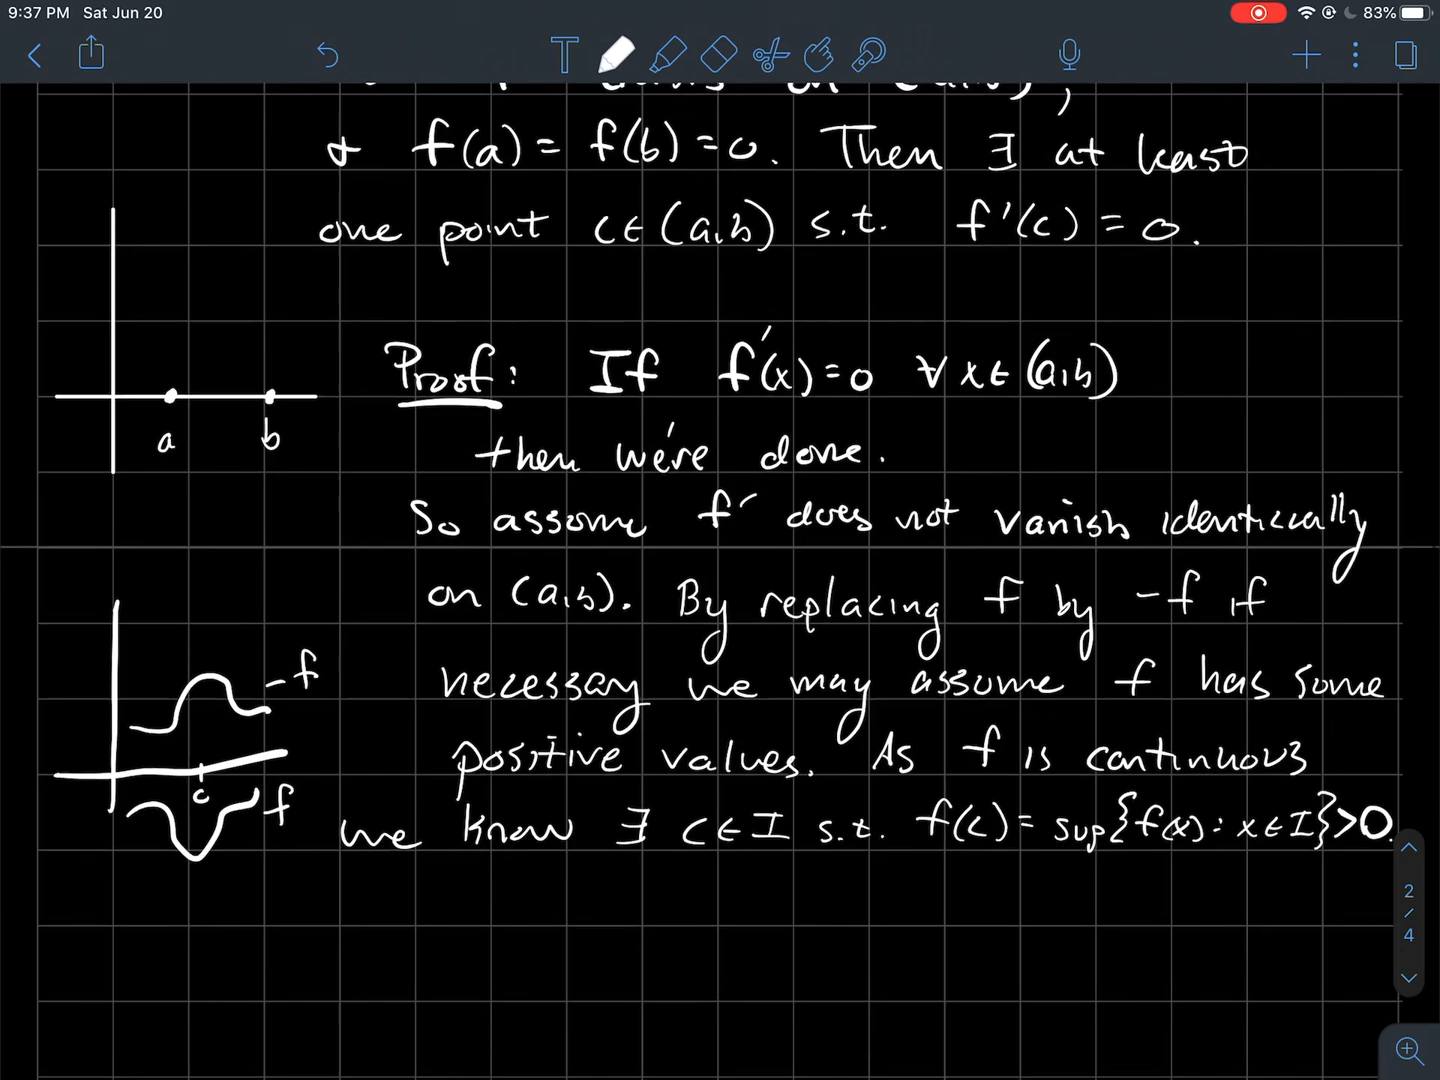 9:37 PM Sat Jun 20
83%
T
& f(a) = f(b) = 0. Then ∃ at least
one point c∈(a,b) s.t. f'(c) = 0.
Proof: If f'(x)=0 ∀ x∈(a,b)
then we're done.
So assume f' does not vanish identically
on (a,b). By replacing f by -f if
necessary we may assume f has some
positive values. As f is continuous
we know ∃ c∈I s.t. f(c) = sup{f(x): x∈I}>0.
a b
-f
c
f
2
/
4